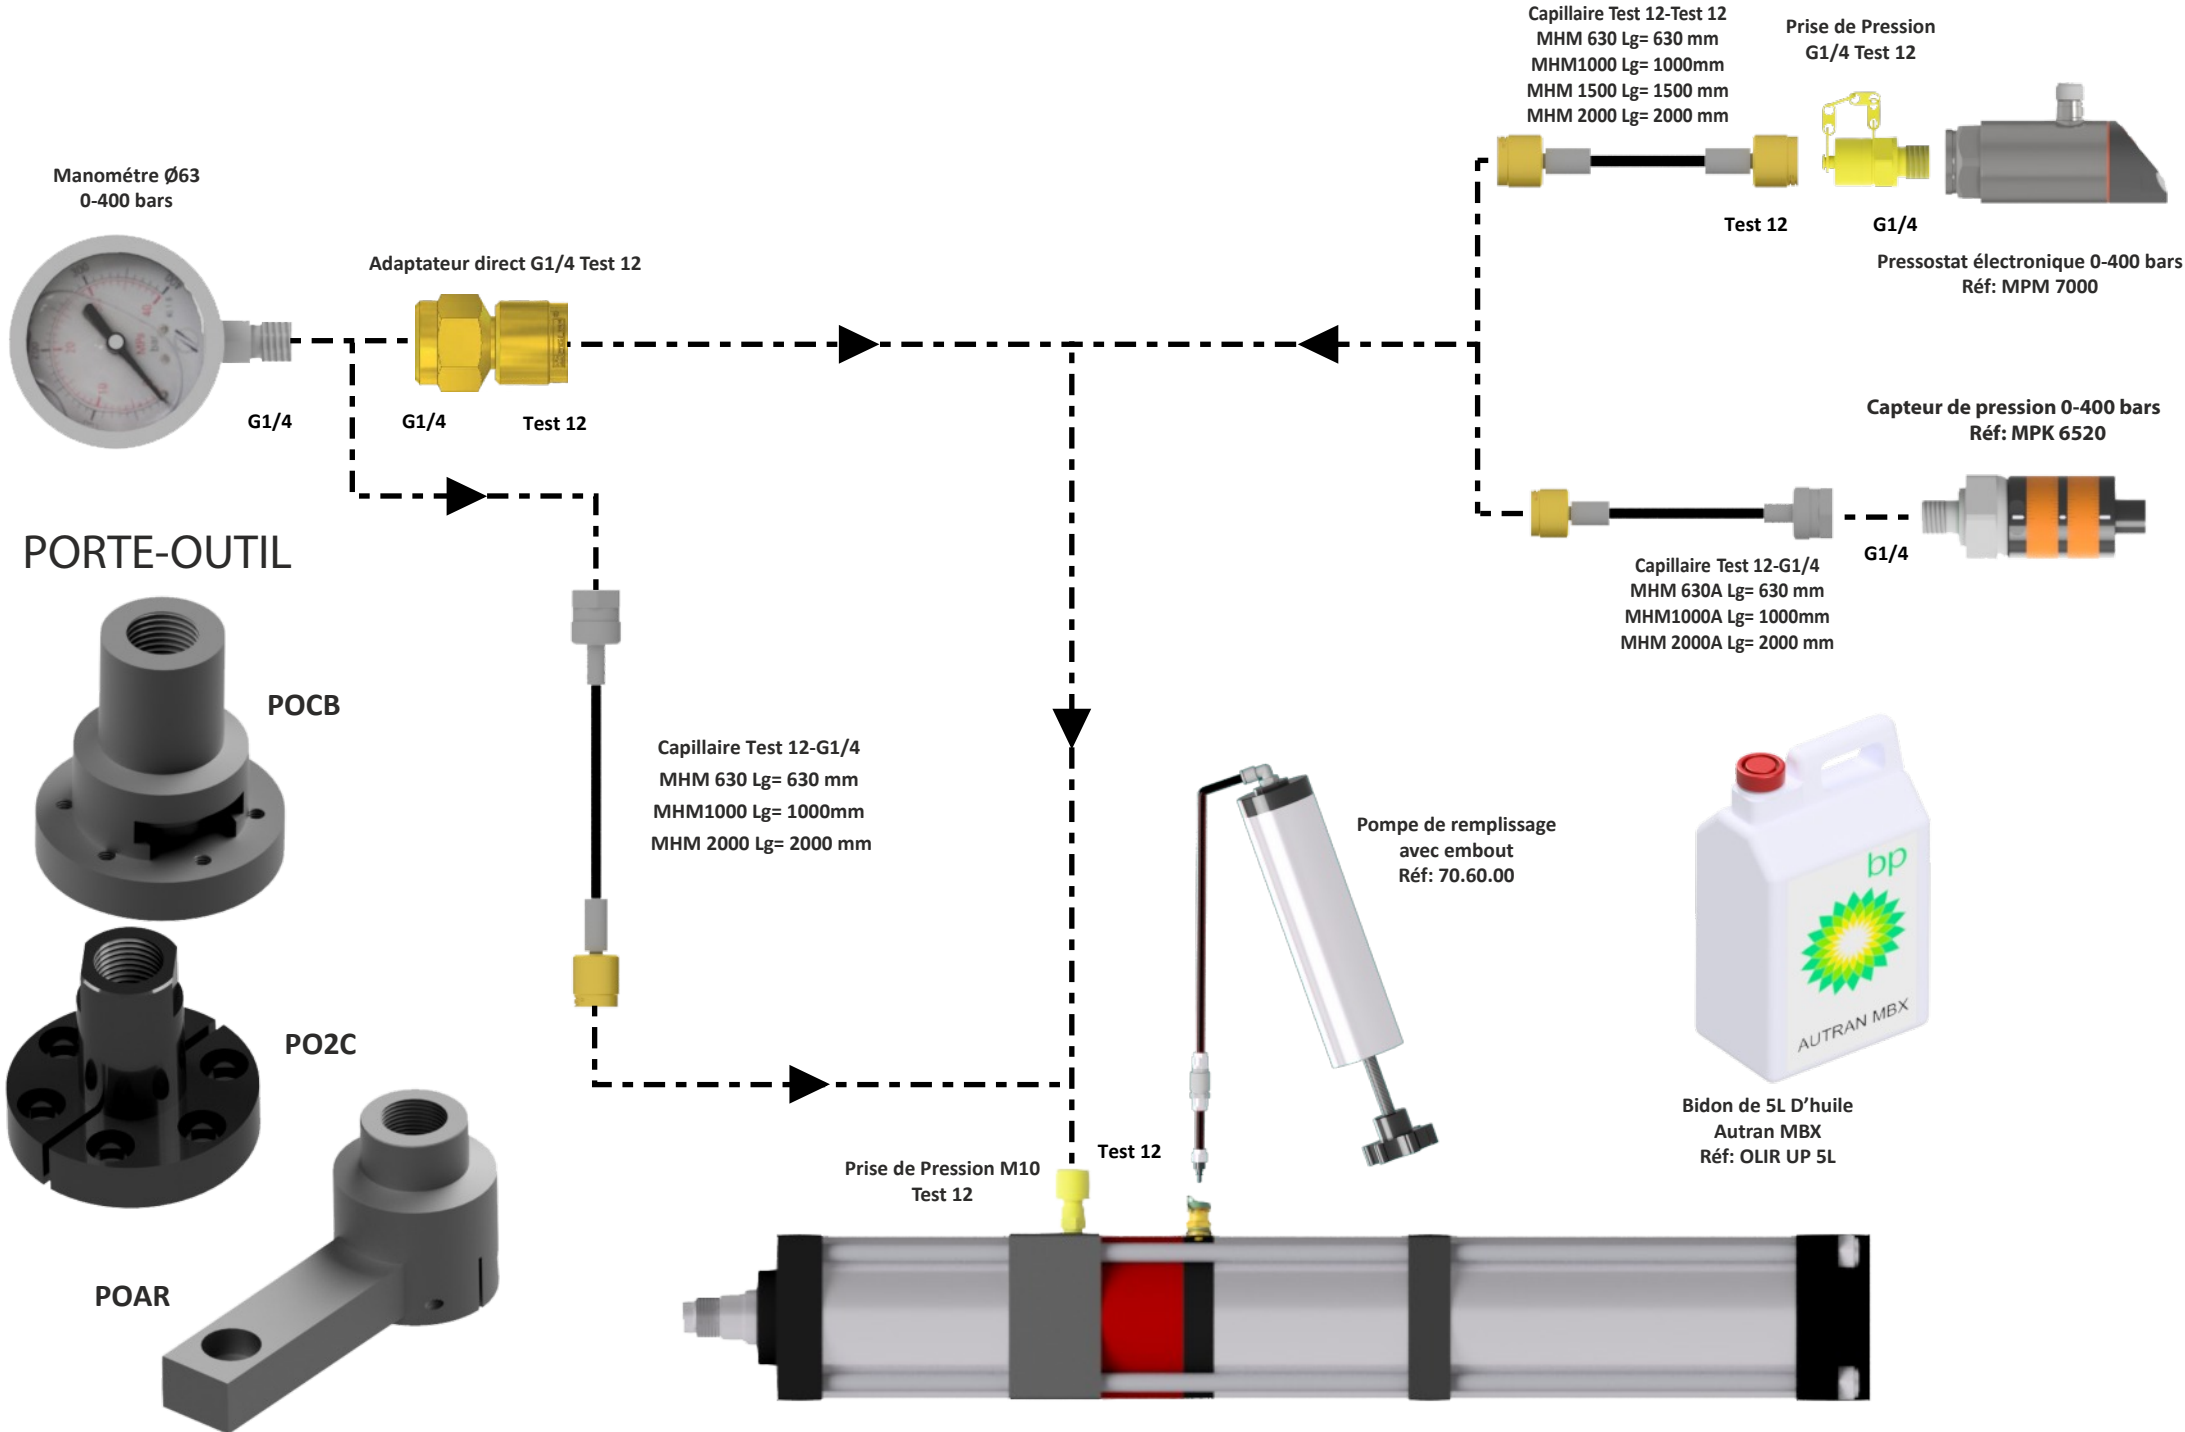 Capillaire Test 12-Test 12
MHM 630 Lg= 630 mm
MHM1000 Lg= 1000mm
MHM 1500 Lg= 1500 mm
MHM 2000 Lg= 2000 mm
Prise de Pression
G1/4 Test 12
Test 12
G1/4
Pressostat électronique 0-400 bars
Réf: MPM 7000
Manométre Ø63
0-400 bars
MPa
bar
G1/4
Adaptateur direct G1/4 Test 12
G1/4
Test 12
Capteur de pression 0-400 bars
Réf: MPK 6520
G1/4
Capillaire Test 12-G1/4
MHM 630A Lg= 630 mm
MHM1000A Lg= 1000mm
MHM 2000A Lg= 2000 mm
PORTE-OUTIL
POCB
PO2C
POAR
Capillaire Test 12-G1/4
MHM 630 Lg= 630 mm
MHM1000 Lg= 1000mm
MHM 2000 Lg= 2000 mm
Pompe de remplissage
avec embout
Réf: 70.60.00
bp
AUTRAN MBX
Bidon de 5L D’huile
Autran MBX
Réf: OLIR UP 5L
Test 12
Prise de Pression M10
Test 12